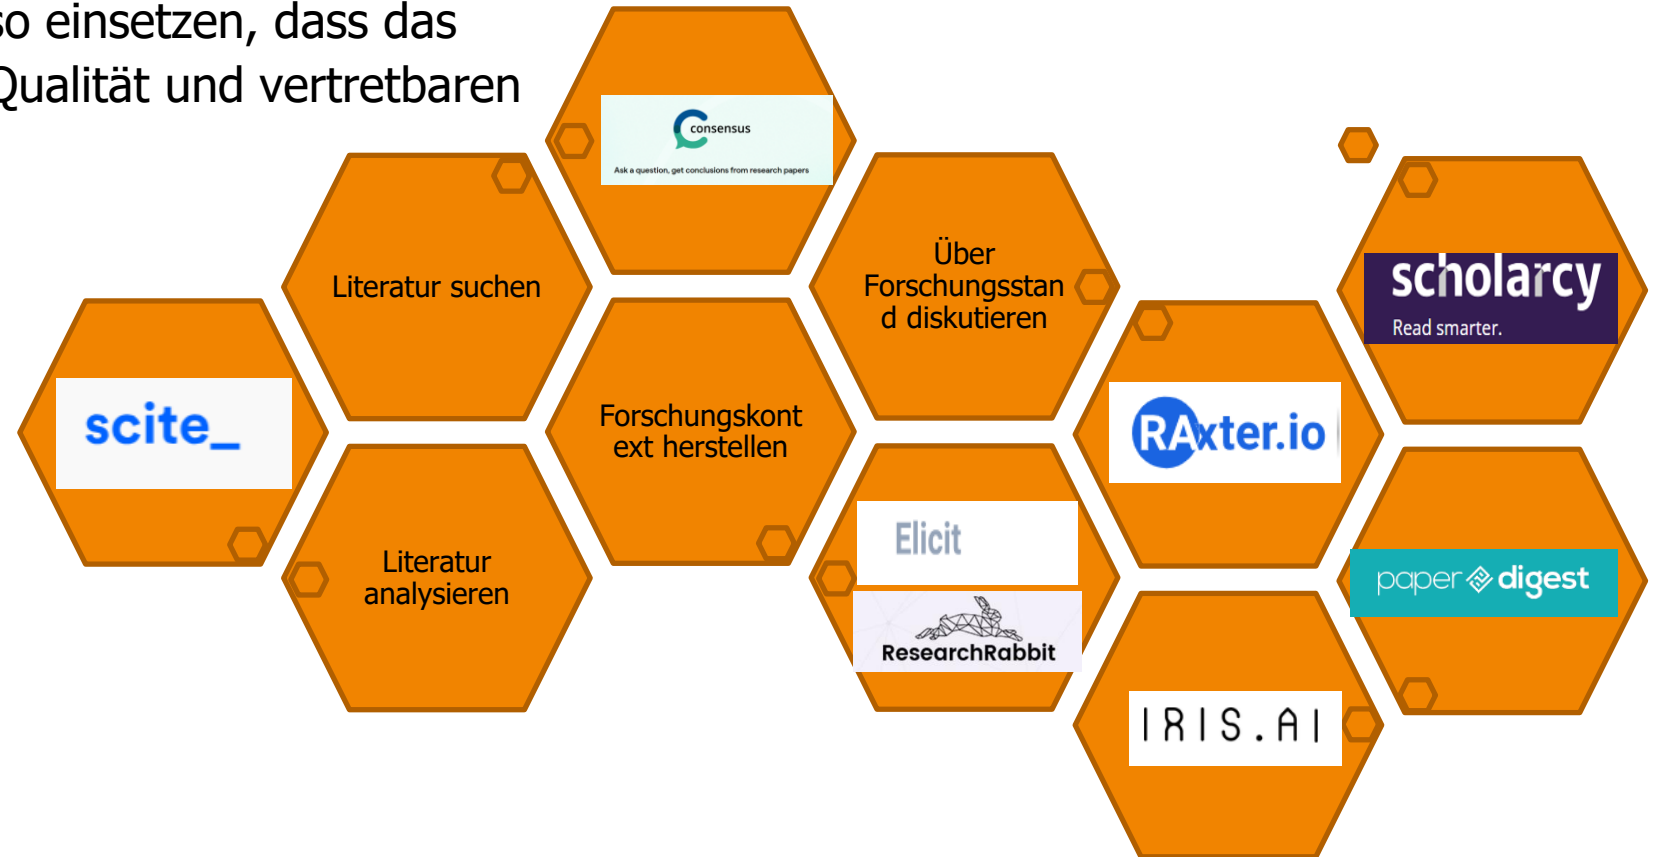 so einsetzen, dass das
Qualität und vertretbaren
consensus
Ask a question, get conclusions from research papers
Literatur suchen
Über
Forschungsstan
d diskutieren
scholarcy
Read smarter.
scite_
Forschungskont
ext herstellen
RAxter.io
Literatur
analysieren
Elicit
ResearchRabbit
paper digest
IRIS.AI